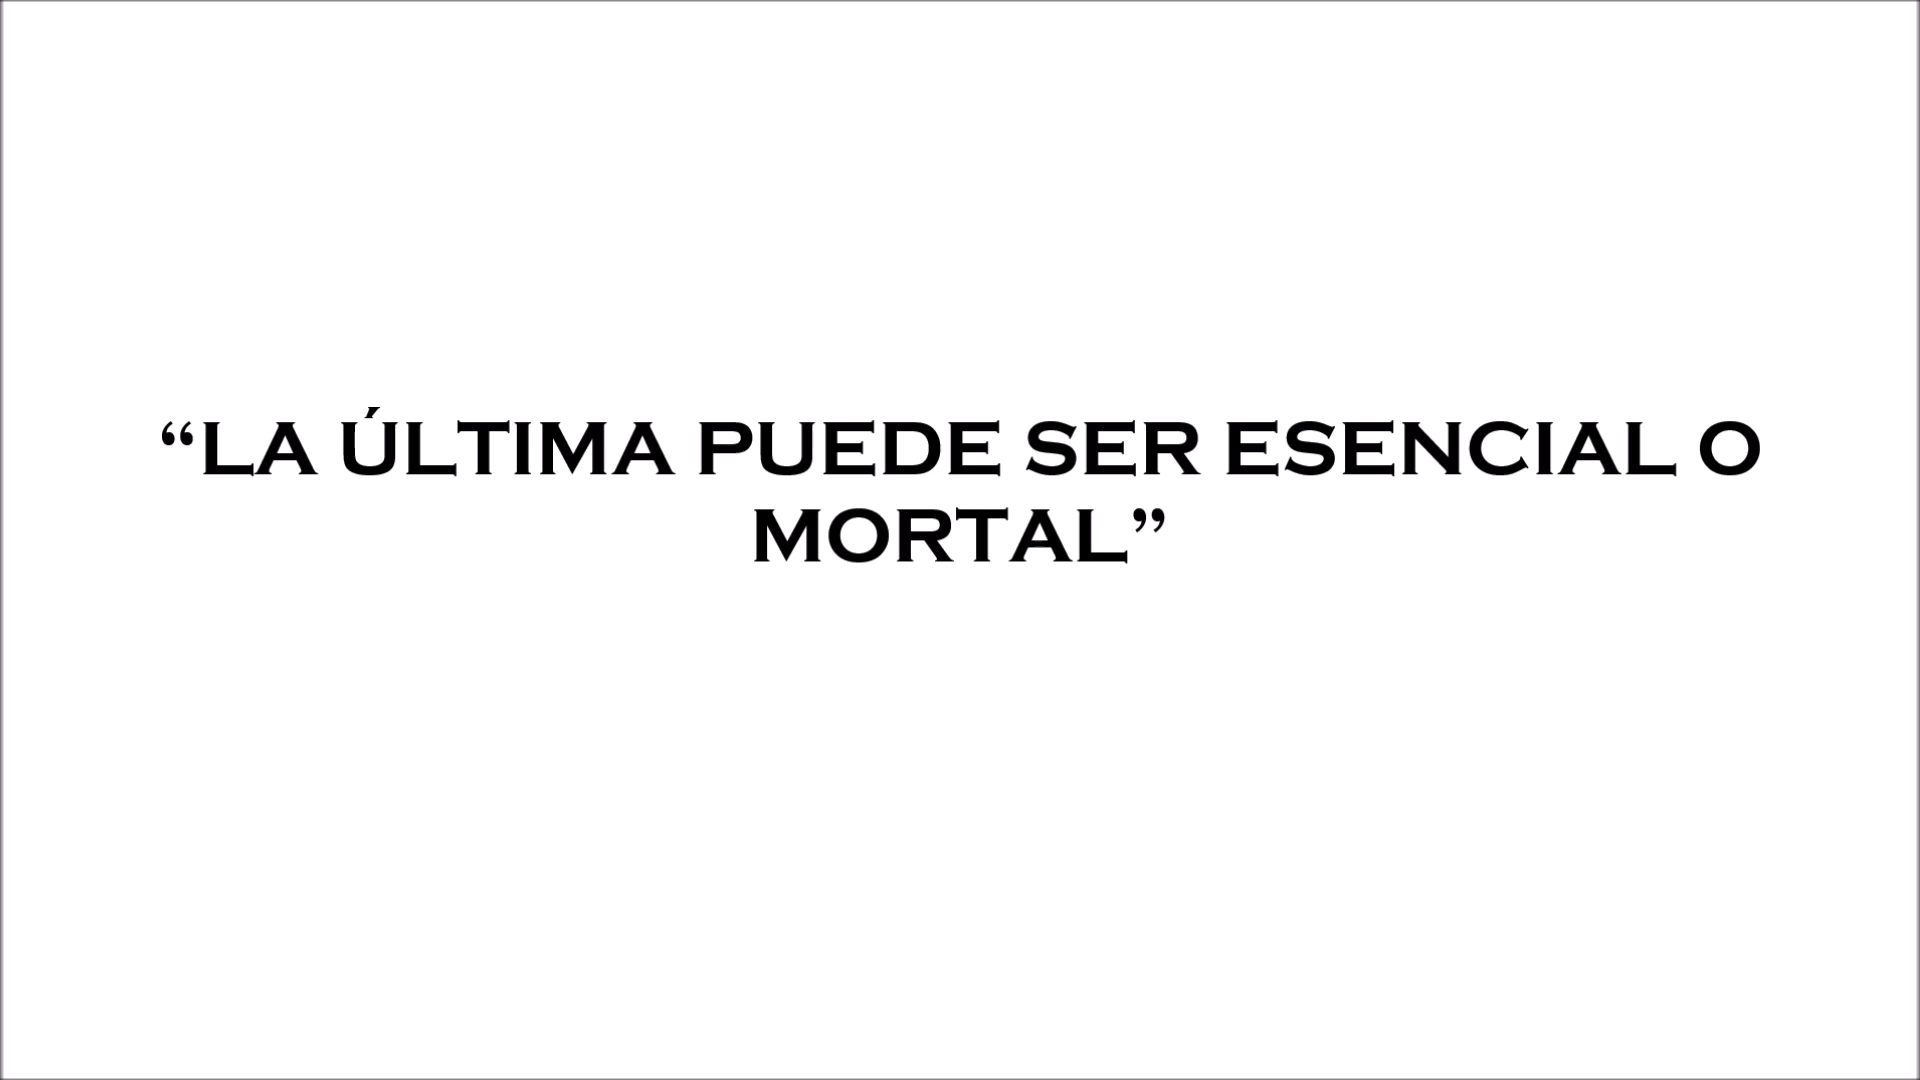 “LA ÚLTIMA PUEDE SER ESENCIAL O
MORTAL”